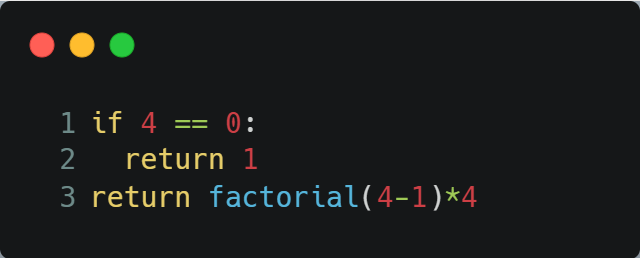 1 if 4 == 0:
2   return 1
3 return factorial(4-1)*4